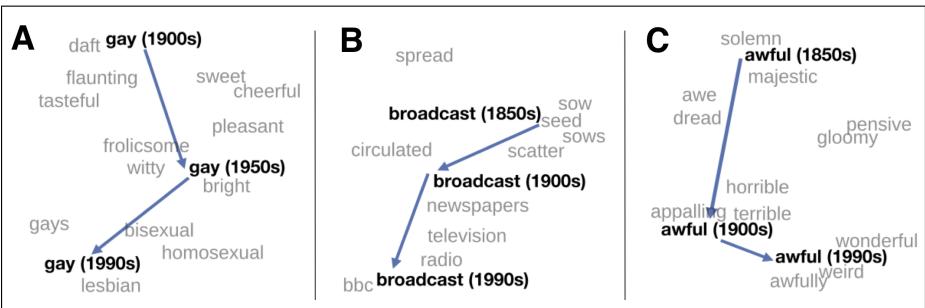 A
daft gay (1900s)
flaunting
sweet
tasteful
cheerful
pleasant
frolicsome
witty
gay (1950s)
bright
gays
bisexual
homosexual
gay (1990s)
lesbian
B
spread
broadcast (1850s)
sow
seed
sows
circulated
scatter
broadcast (1900s)
newspapers
television
radio
bbc broadcast (1990s)
C
solemn
awful (1850s)
majestic
awe
dread
pensive
gloomy
horrible
appalling terrible
awful (1900s)
wonderful
awful (1990s)
weird
awfully